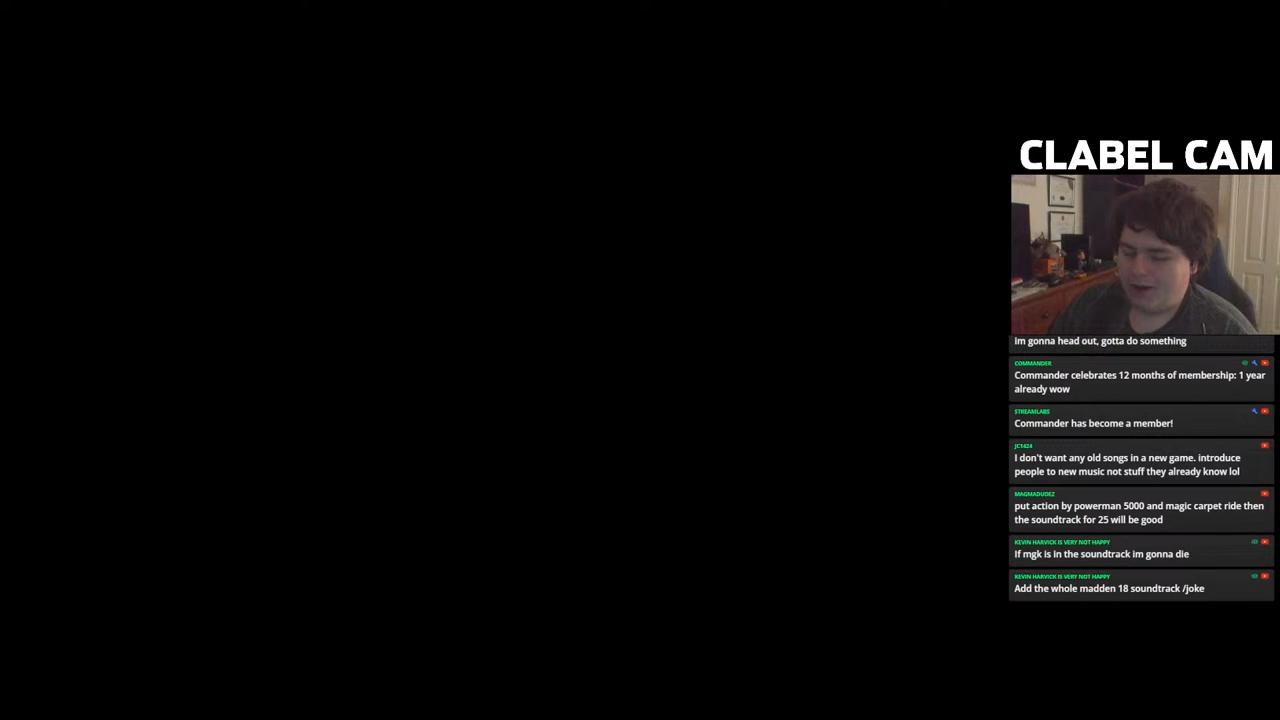 CLABEL CAM
im gonna head out, gotta do something
COMMANDER
Commander celebrates 12 months of membership: 1 year
already wow
STREAMLABS
Commander has become a member!
JC1424
I don't want any old songs in a new game. introduce
people to new music not stuff they already know lol
MAGMADUDEZ
put action by powerman 5000 and magic carpet ride then
the soundtrack for 25 will be good
KEVIN HARVICK IS VERY NOT HAPPY
If mgk is in the soundtrack im gonna die
KEVIN HARVICK IS VERY NOT HAPPY
Add the whole madden 18 soundtrack /joke